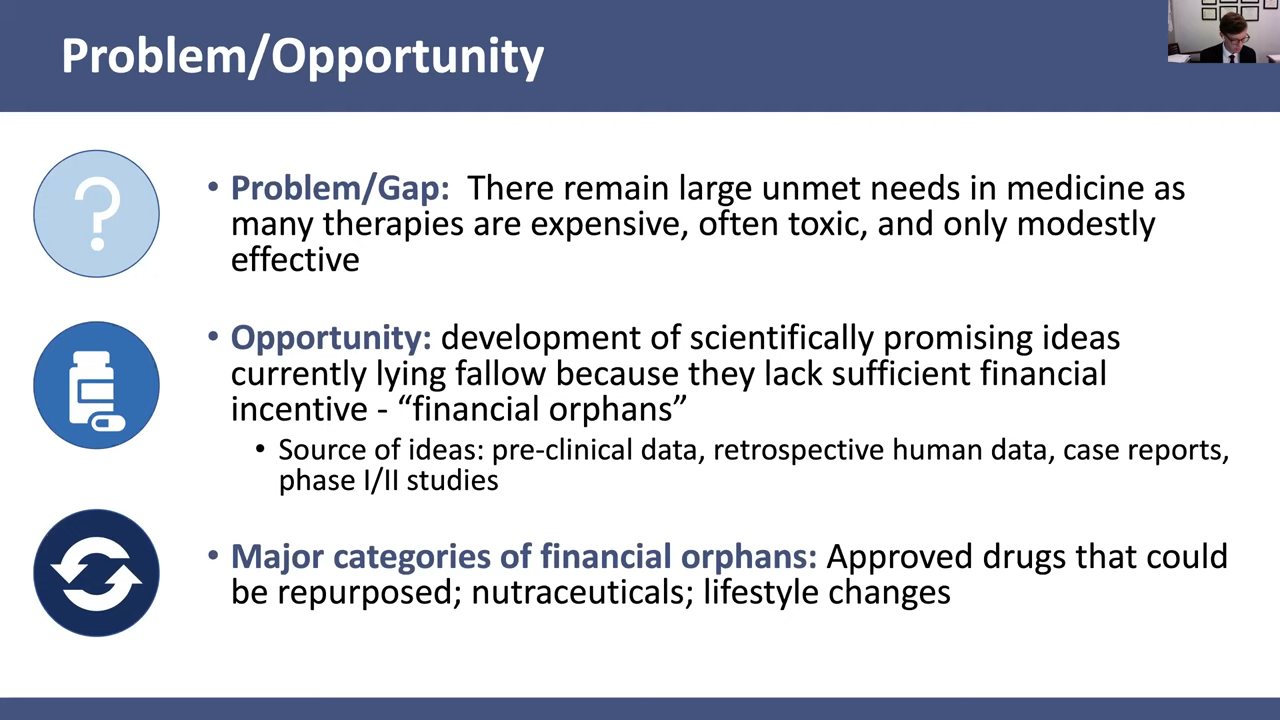 Problem/Opportunity
?
• Problem/Gap: There remain large unmet needs in medicine as
many therapies are expensive, often toxic, and only modestly
effective
• Opportunity: development of scientifically promising ideas
currently lying fallow because they lack sufficient financial
incentive - “financial orphans”
• Source of ideas: pre-clinical data, retrospective human data, case reports,
phase I/II studies
• Major categories of financial orphans: Approved drugs that could
be repurposed; nutraceuticals; lifestyle changes